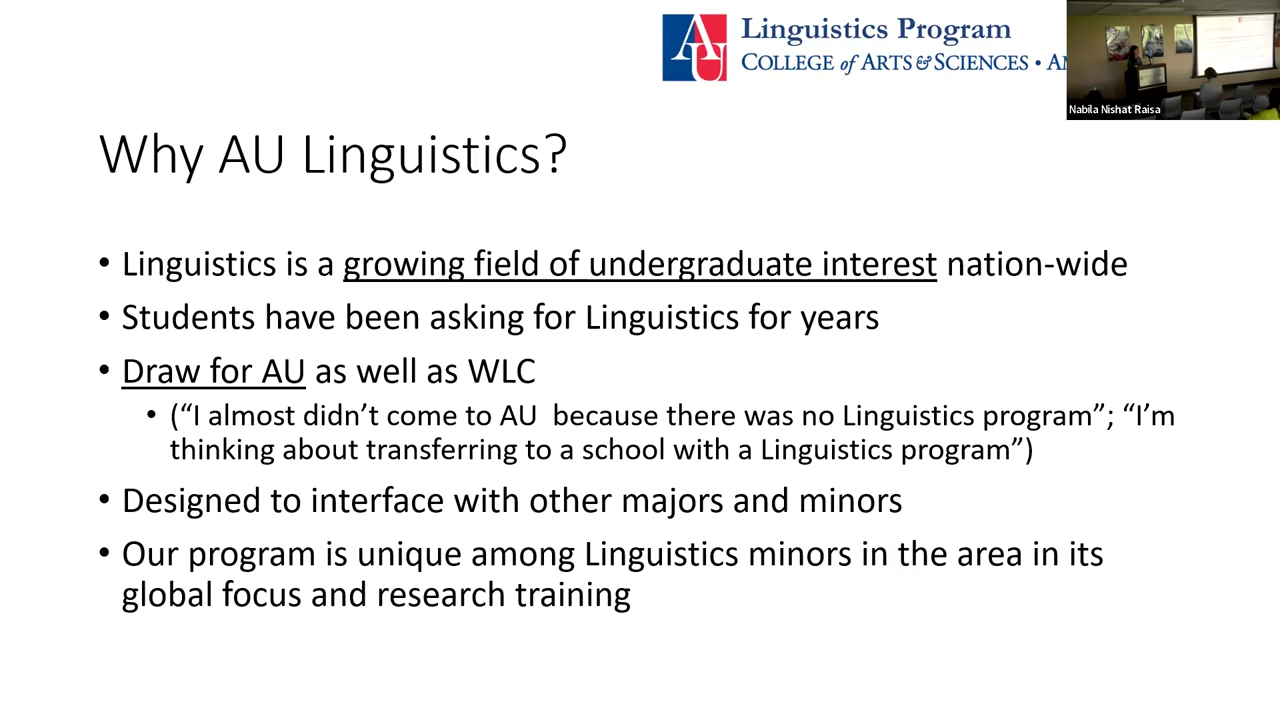 AU
Linguistics Program
COLLEGE of ARTS & SCIENCES • AM
Nabila Nishat Raisa
Why AU Linguistics?
• Linguistics is a growing field of undergraduate interest nation-wide
• Students have been asking for Linguistics for years
• Draw for AU as well as WLC
• (“I almost didn’t come to AU  because there was no Linguistics program”; “I’m
thinking about transferring to a school with a Linguistics program”)
• Designed to interface with other majors and minors
• Our program is unique among Linguistics minors in the area in its
global focus and research training